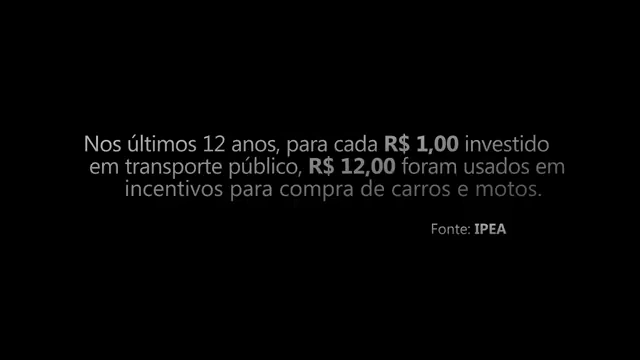 Nos últimos 12 anos, para cada R$ 1,00 investido
em transporte público, R$ 12,00 foram usados em
incentivos para compra de carros e motos.
Fonte: IPEA